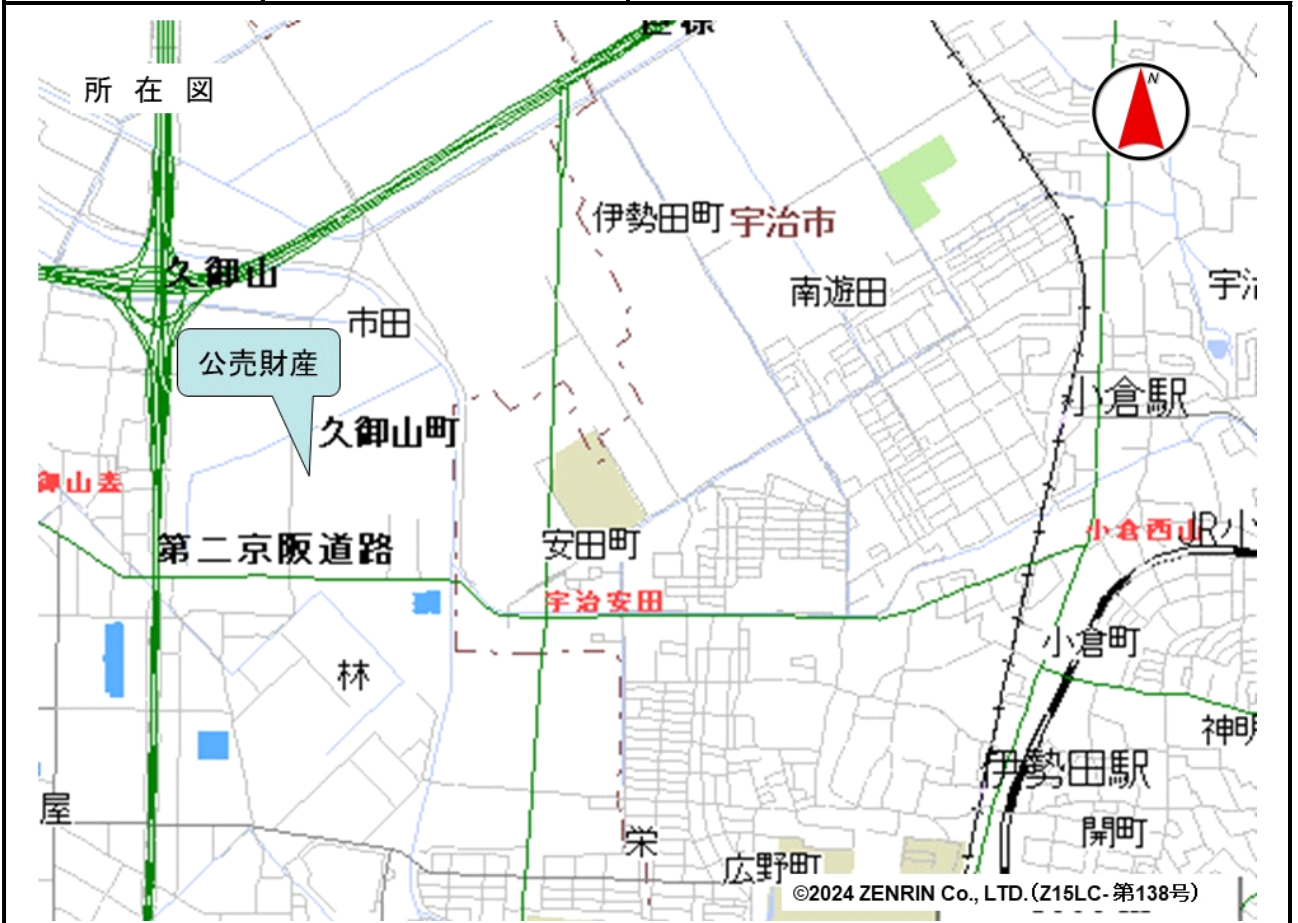 所 在 図
N
伊勢田町
宇治市
久御山
南遊田
市田
公売財産
小倉駅
久御山町
御山
第二京阪道路
安田町
小倉西山
JR小
宇治安田
小倉町
林
神明
伊勢田駅
屋
開町
栄
広野町
©2024 ZENRIN Co., LTD.（Z15LC-第138号）